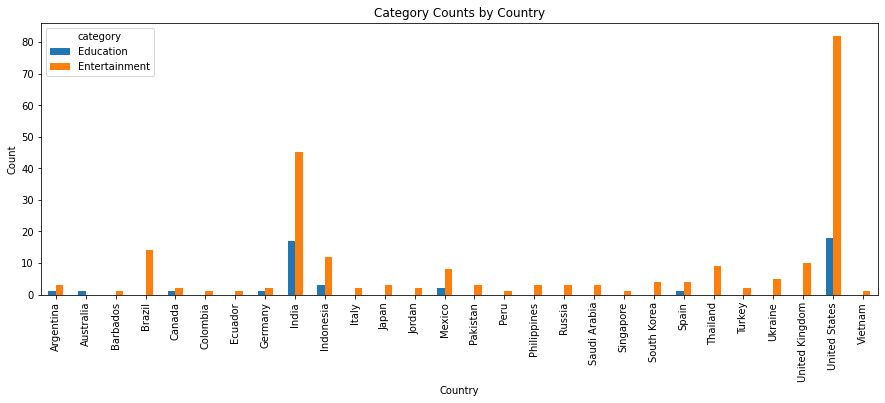 Category Counts by Country
category
Education
Entertainment
80
70
60
50
40
30
20
10
0
Count
Argentina
Australia
Barbados
Brazil
Canada
Colombia
Ecuador
Germany
India
Indonesia
Italy
Japan
Jordan
Mexico
Pakistan
Peru
Philippines
Russia
Saudi Arabia
Singapore
South Korea
Spain
Thailand
Turkey
Ukraine
United Kingdom
United States
Vietnam
Country